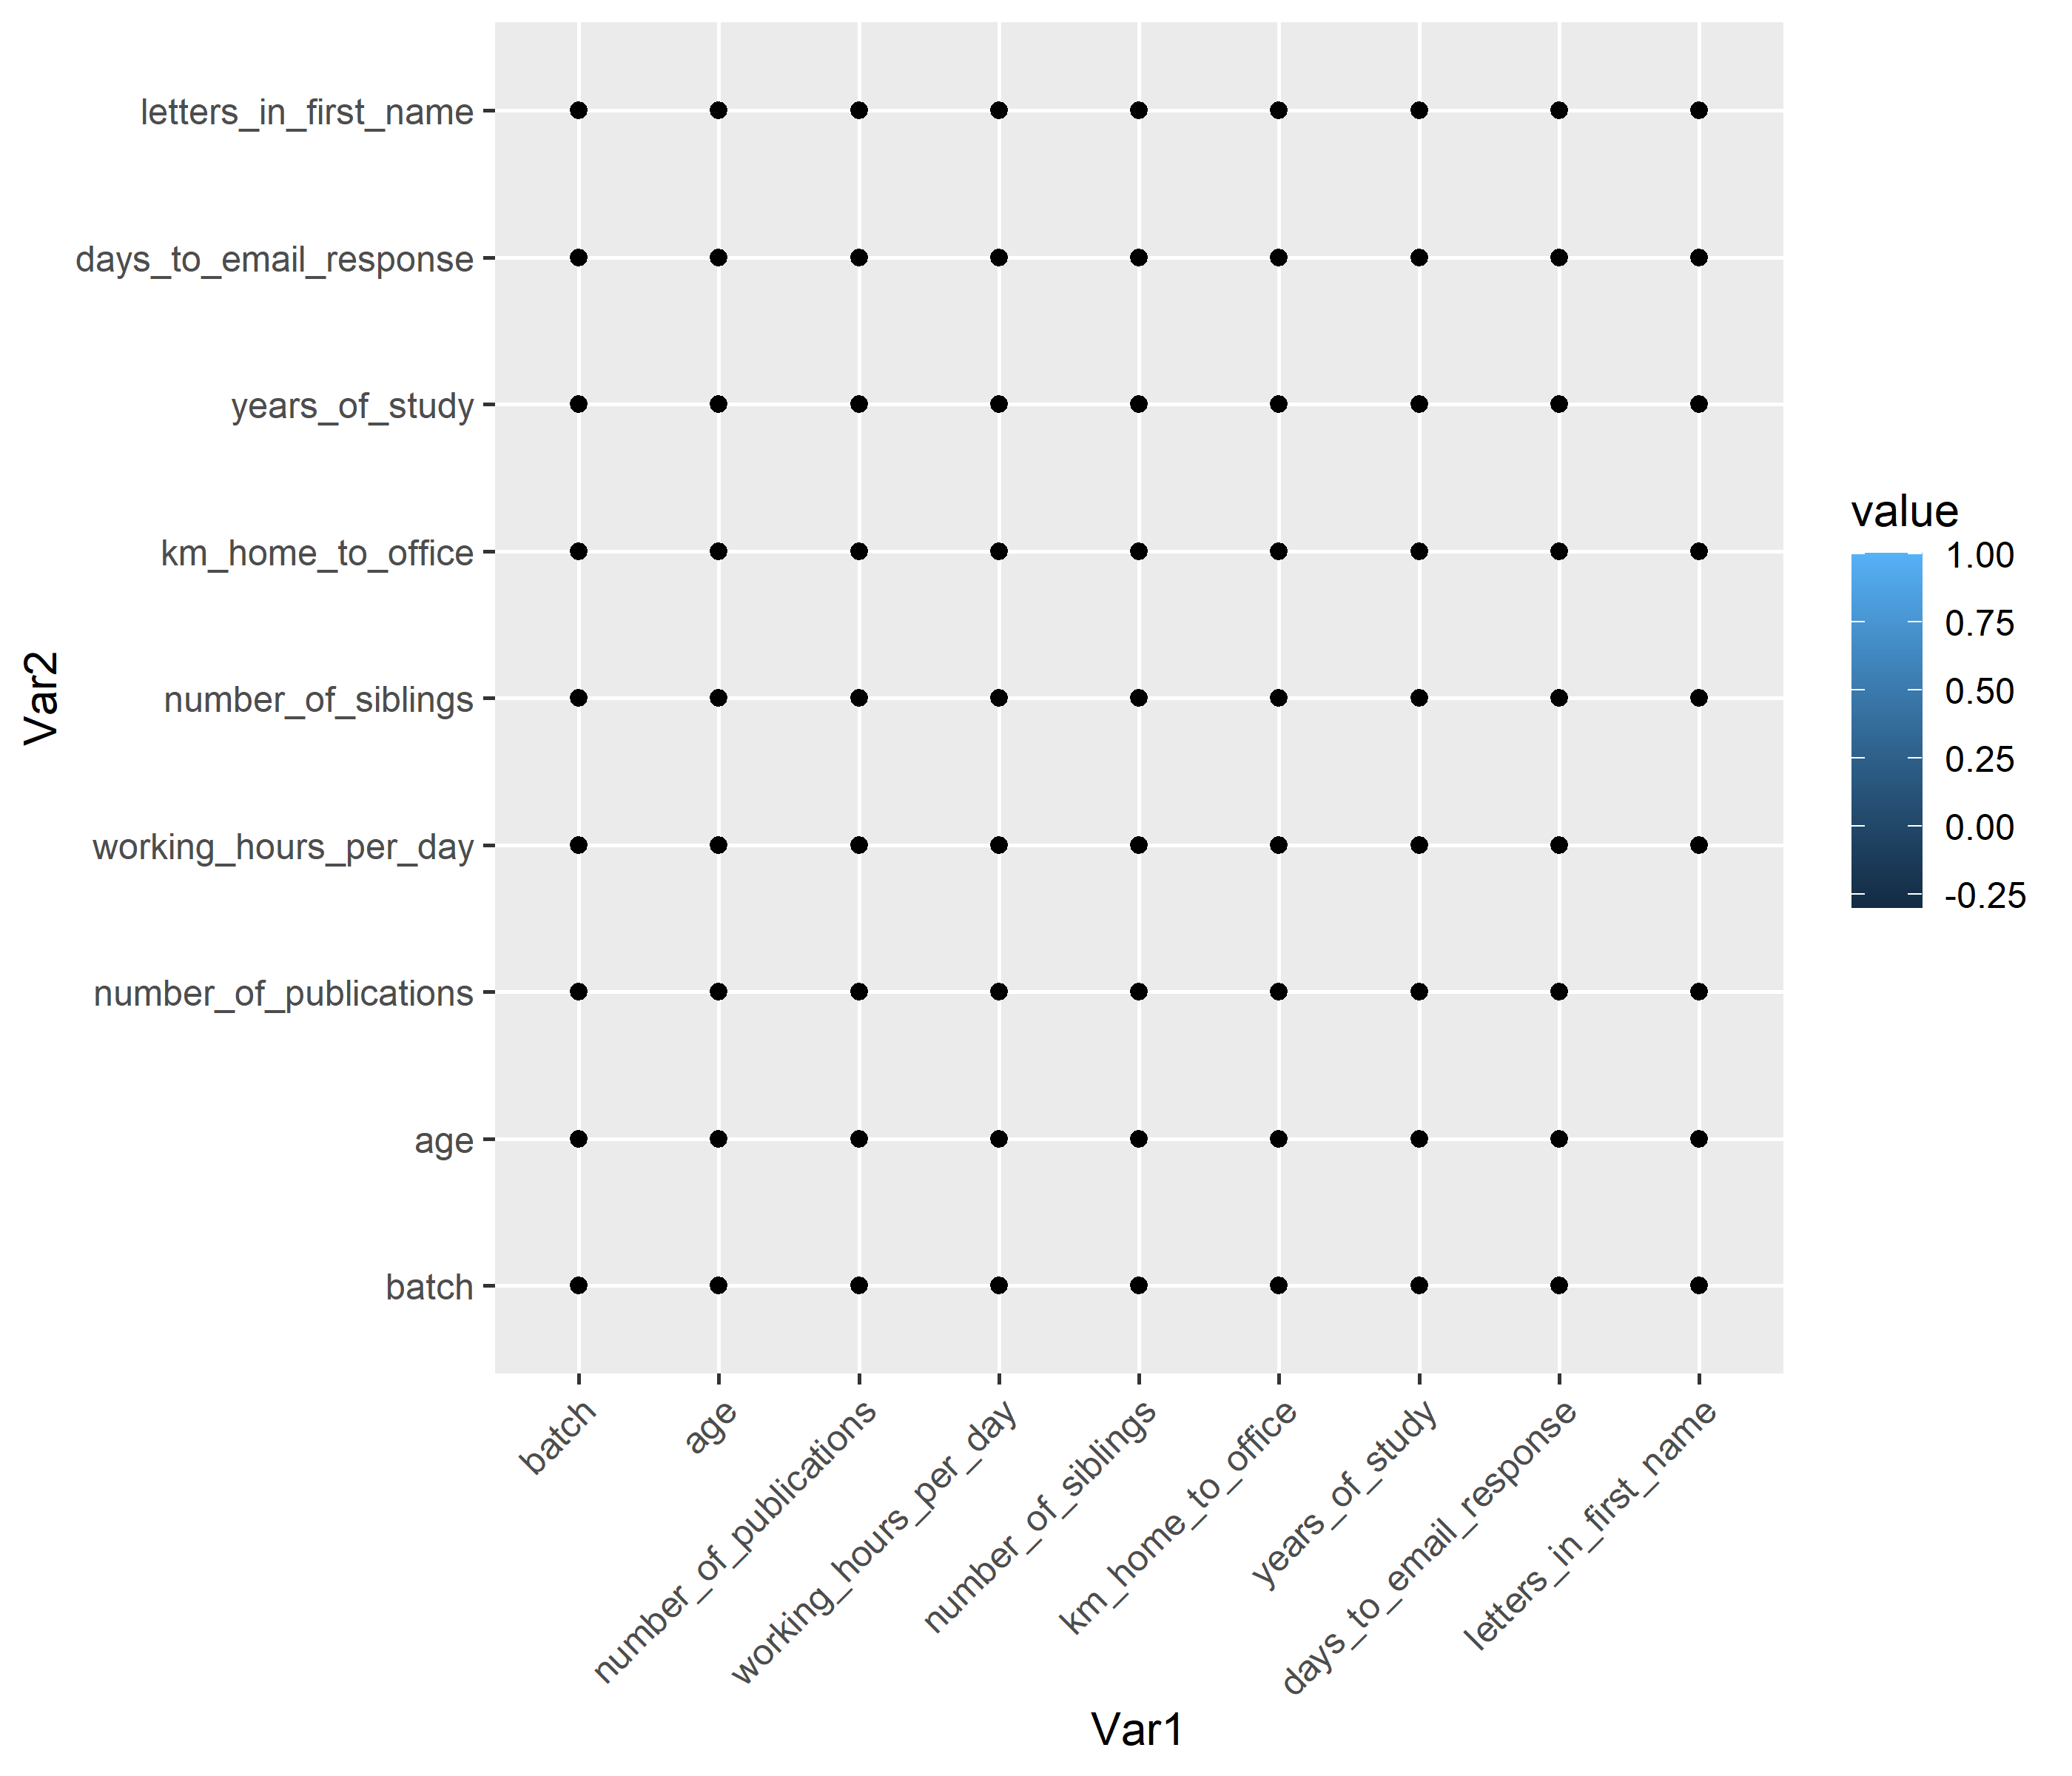 letters_in_first_name
days_to_email_response
years_of_study
km_home_to_office
number_of_siblings
working_hours_per_day
number_of_publications
age
batch
Var2
batch
age
number_of_publications
working_hours_per_day
number_of_siblings
km_home_to_office
years_of_study
days_to_email_response
letters_in_first_name
Var1
value
1.00
0.75
0.50
0.25
0.00
-0.25